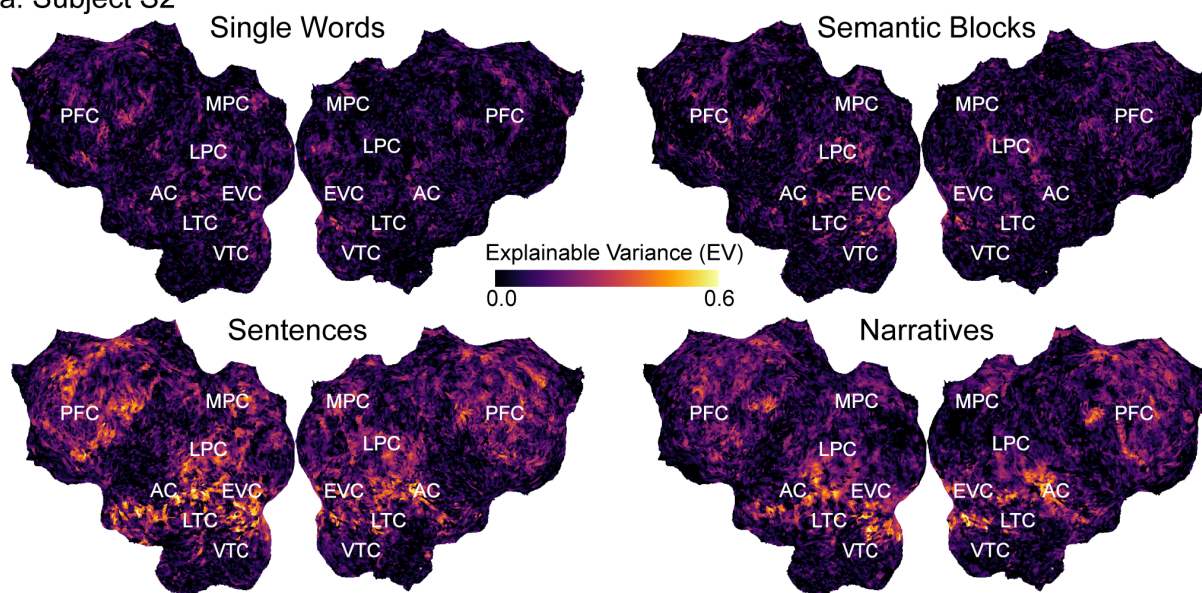 a. Subject S2
Single Words
Semantic Blocks
PFC MPC MPC PFC
LPC LPC
AC EVC EVC AC
LTC LTC
VTC VTC
PFC MPC MPC PFC
LPC LPC
AC EVC EVC AC
LTC LTC
VTC VTC
Explainable Variance (EV)
0.0 0.6
Sentences
Narratives
PFC MPC MPC PFC
LPC LPC
AC EVC EVC AC
LTC LTC
VTC VTC
PFC MPC MPC PFC
LPC LPC
AC EVC EVC AC
LTC LTC
VTC VTC